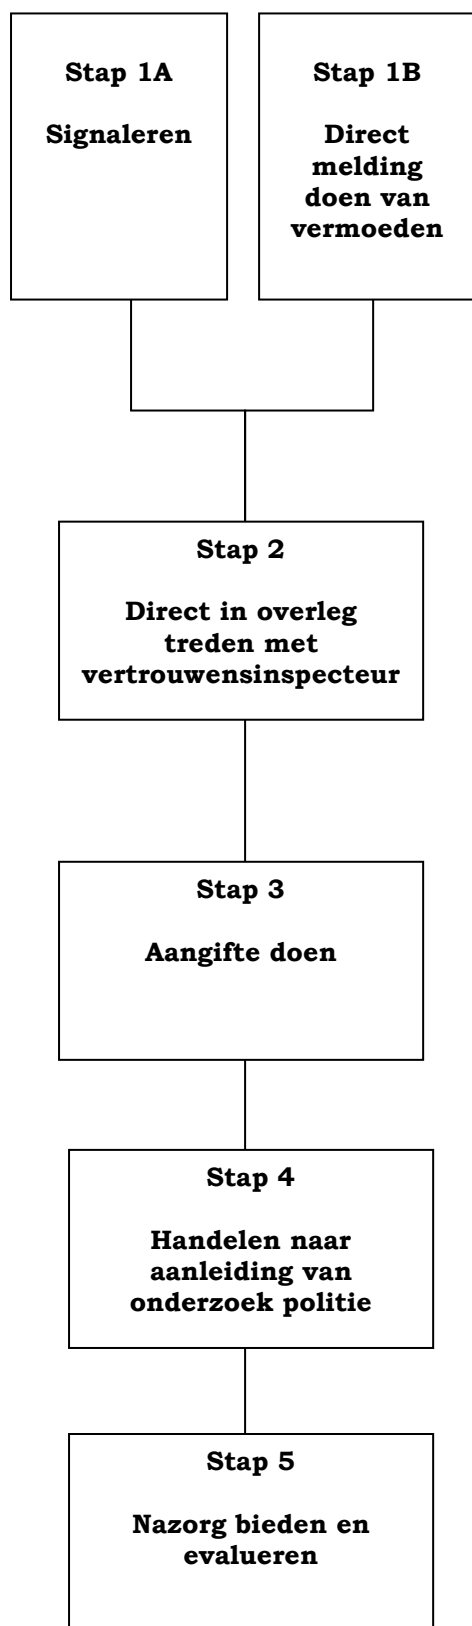 Stap 1A
Signaleren
Stap 1B
Direct
melding
doen van
vermoeden
Stap 2
Direct in overleg
treden met
vertrouwensinspecteur
Stap 3
Aangifte doen
Stap 4
Handelen naar
aanleiding van
onderzoek politie
Stap 5
Nazorg bieden en
evalueren